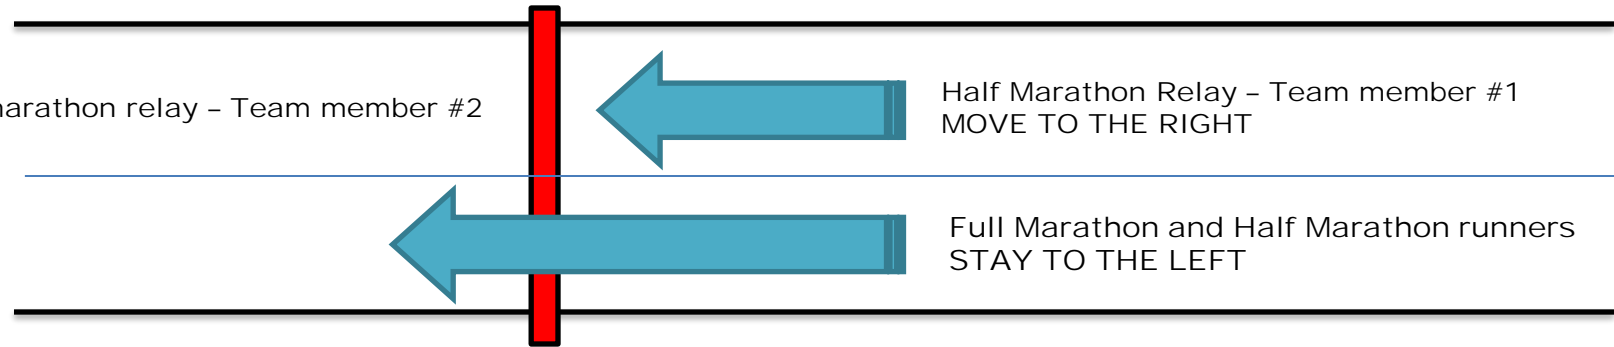 Half Marathon Relay – Team member #1
MOVE TO THE RIGHT
marathon relay – Team member #2
Full Marathon and Half Marathon runners
STAY TO THE LEFT